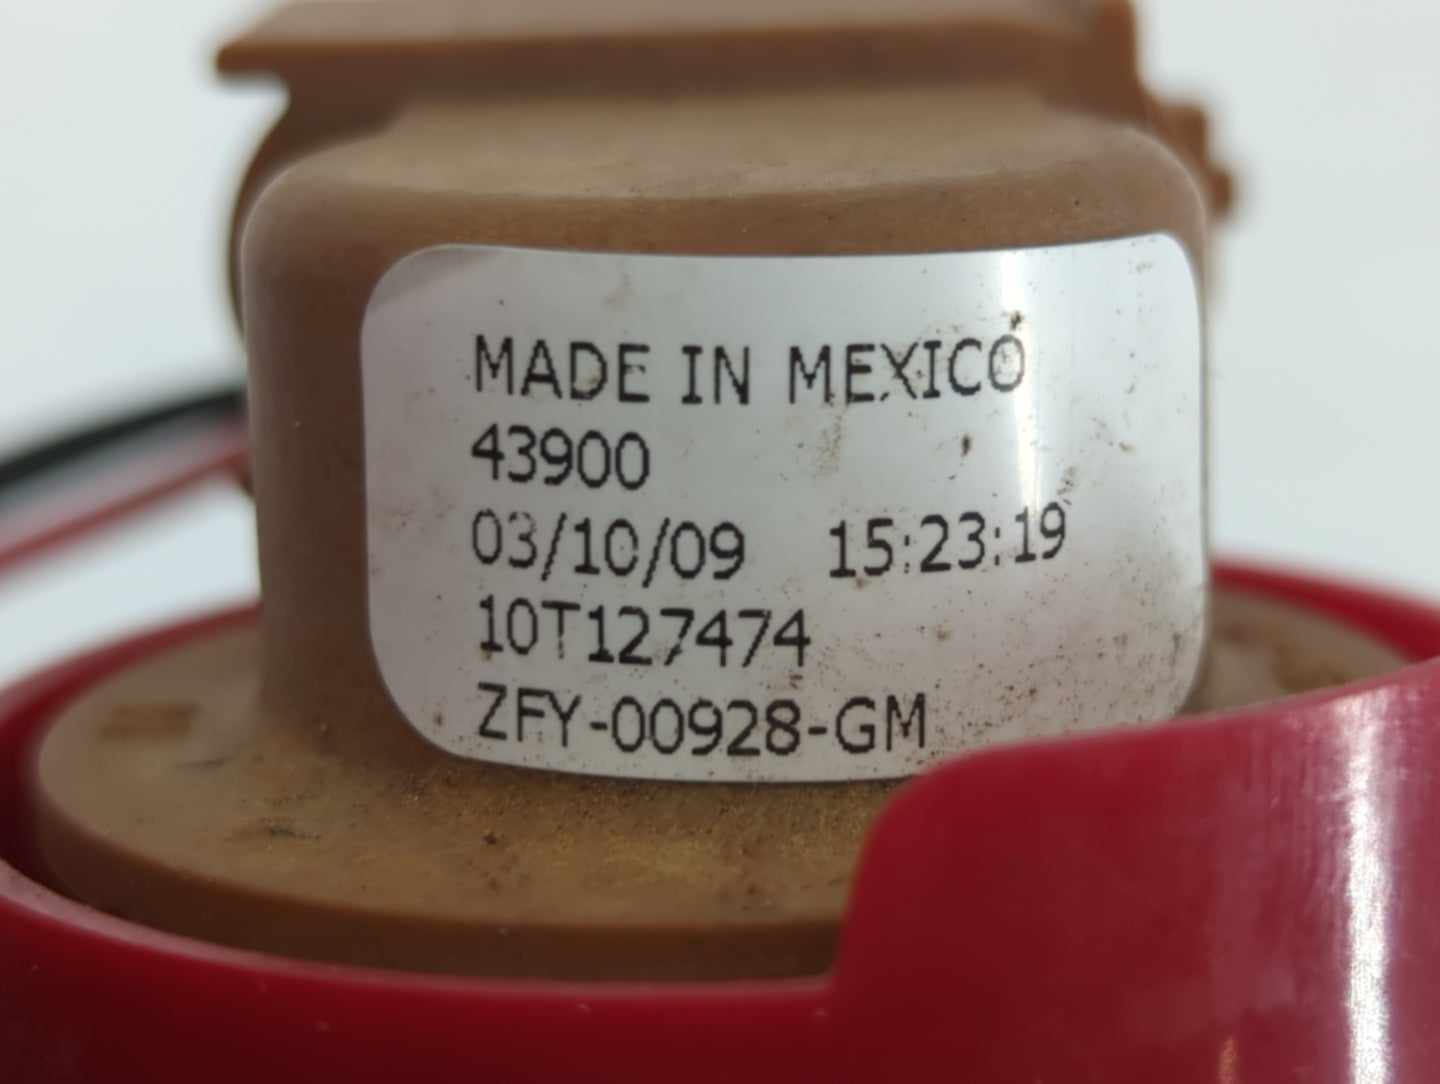 MADE IN MEXICO
43900
03/10/09 15:23:19
10T127474
ZFY-00928-GM